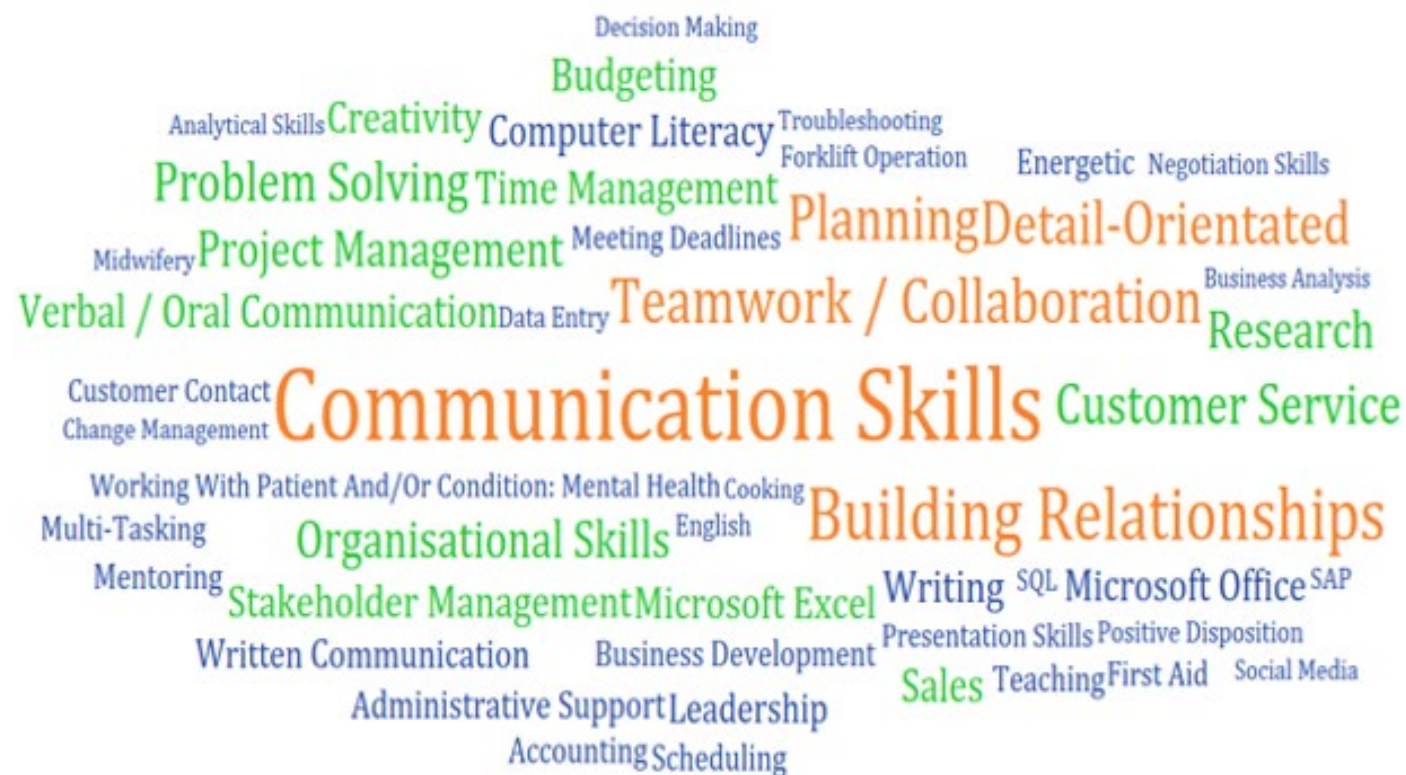 Decision Making
Budgeting
Analytical Skills Creativity Computer Literacy Troubleshooting
Forklift Operation Energetic Negotiation Skills
Problem Solving Time Management
Planning Detail-Orientated
Midwifery Project Management Meeting Deadlines
Business Analysis
Verbal / Oral Communication Data Entry Teamwork / Collaboration
Research
Customer Contact
Communication Skills Customer Service
Change Management
Working With Patient And/Or Condition: Mental Health Cooking
Building Relationships
Multi-Tasking Organisational Skills English
Mentoring
Stakeholder Management Microsoft Excel Writing SQL Microsoft Office SAP
Presentation Skills Positive Disposition
Written Communication Business Development
Sales Teaching First Aid Social Media
Administrative Support Leadership
Accounting Scheduling